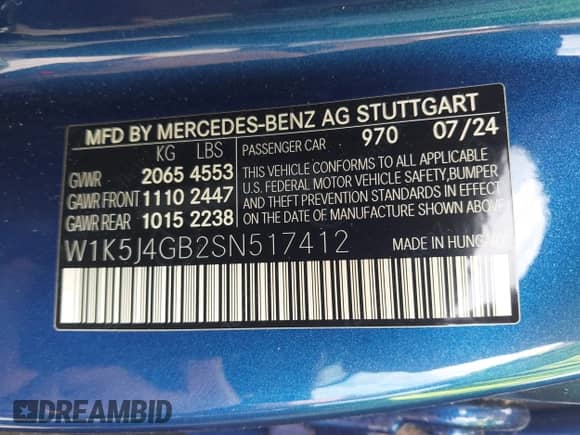 MFD BY MERCEDES-BENZ AG STUTTGART
KG LBS PASSENGER CAR 970 07/24
GVWR 2065 4553
GAWR FRONT 1110 2447
GAWR REAR 1015 2238
THIS VEHICLE CONFORMS TO ALL APPLICABLE
U.S. FEDERAL MOTOR VEHICLE SAFETY, BUMPER
AND THEFT PREVENTION STANDARDS IN EFFECT
ON DATE OF MANUFACTURE SHOWN ABOVE
W1K5J4GB2SN517412 MADE IN HUNGARY
DREAMBID